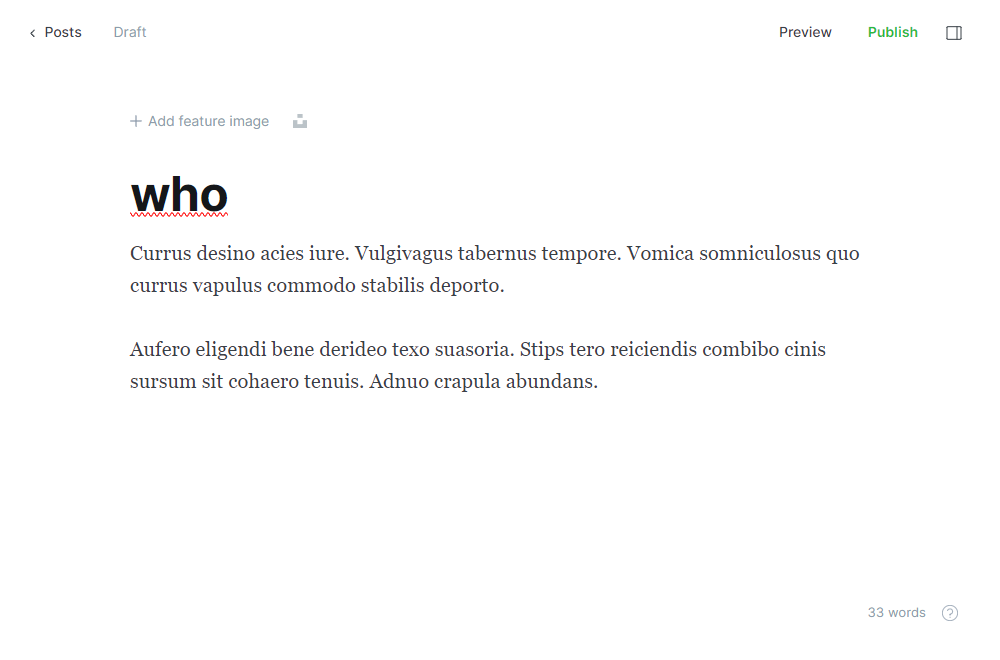 Posts Draft Preview Publish
Add feature image
who
Currus desino acies iure. Vulgivagus tabernus tempore. Vomica somniculosus quo
currus vapulus commodo stabilis deporto.
Aufero eligendi bene derideo texo suasoria. Stips tero reiciendis combibo cinis
sursum sit cohaero tenuis. Adnuo crapula abundans.
33 words ?